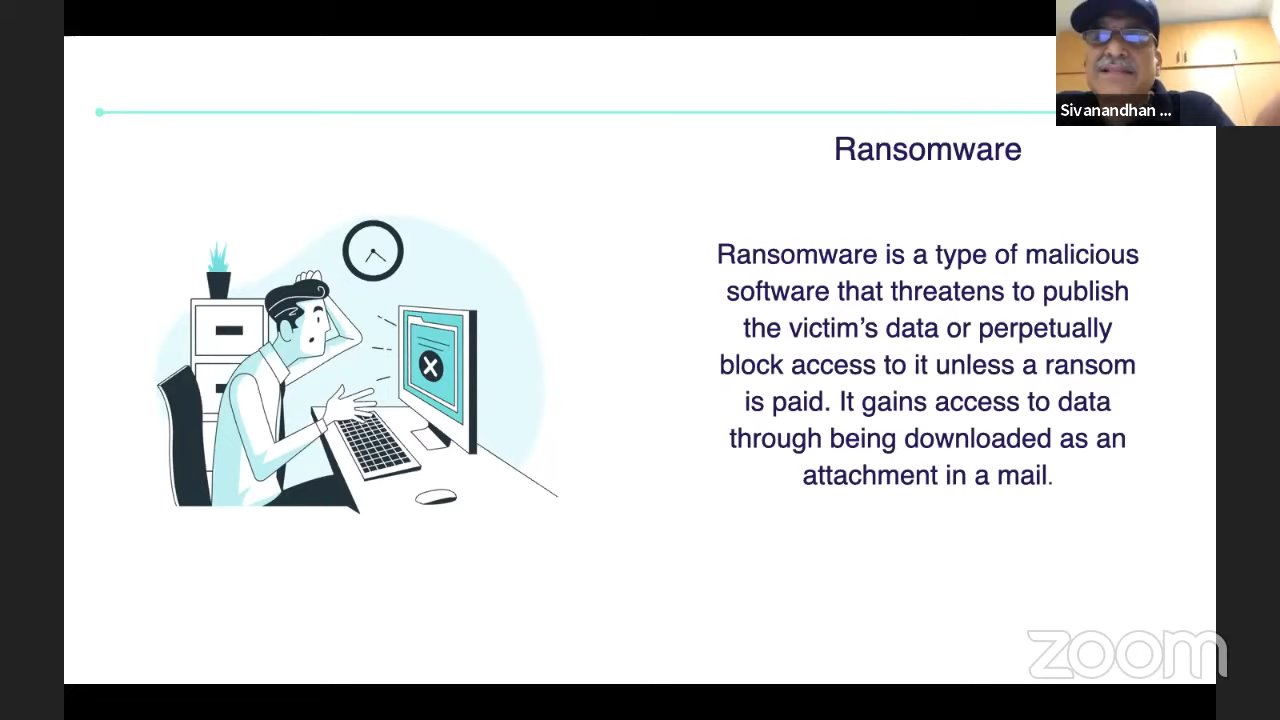 Sivanandhan ...
Ransomware
Ransomware is a type of malicious
software that threatens to publish
the victim’s data or perpetually
block access to it unless a ransom
is paid. It gains access to data
through being downloaded as an
attachment in a mail.
zoom